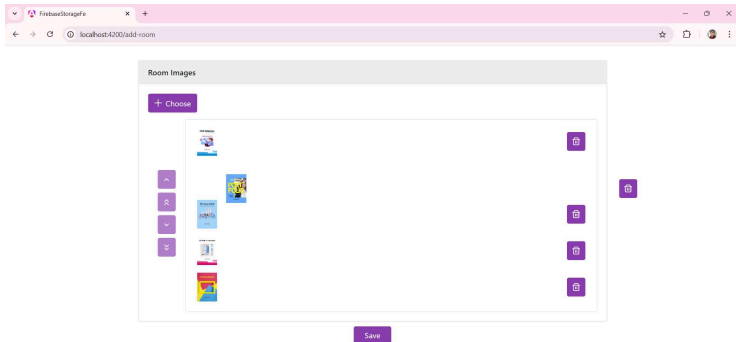 FirebaseStorageFe
localhost:4200/add-room
Room Images
Choose
Save